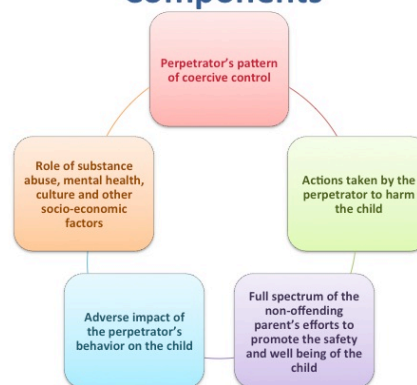 Components
Perpetrator's pattern
of coercive control
Actions taken by the
perpetrator to harm
the child
Full spectrum of the
non-offending
parent's efforts to
promote the safety
and well being of the
child
Adverse impact of
the perpetrator's
behavior on the child
Role of substance
abuse, mental health,
culture and other
socio-economic
factors